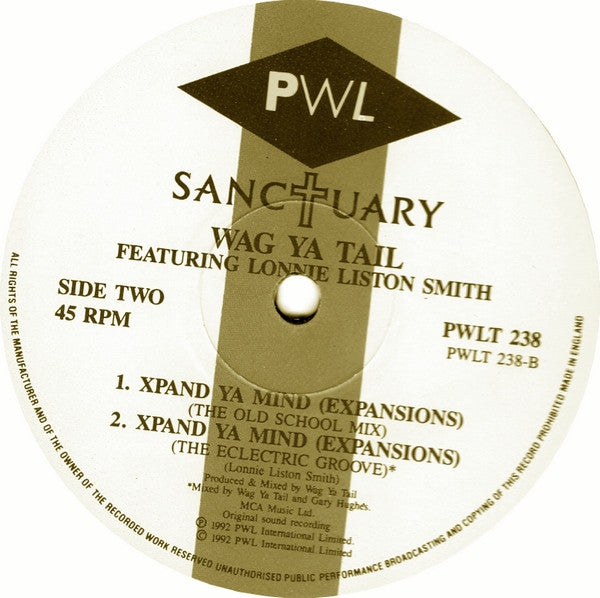 PWL
SANCTUARY
WAG YA TAIL
FEATURING LONNIE LISTON SMITH
SIDE TWO
45 RPM
PWLT 238
PWLT 238-B
1. XPAND YA MIND (EXPANSIONS)
(THE OLD SCHOOL MIX)
2. XPAND YA MIND (EXPANSIONS)
(THE ECLECTRIC GROOVE)*
(Lonnie Liston Smith)
Produced & Mixed by Wag Ya Tail
*Mixed by Wag Ya Tail and Gary Hughes.
MCA Music Ltd.
Original sound recording
℗ 1992 PWL International Limited.
© 1992 PWL International Limited
ALL RIGHTS OF THE MANUFACTURER AND OF THE OWNER OF THE RECORDED WORK RESERVED UNAUTHORISED PUBLIC PERFORMANCE BROADCASTING AND COPYING OF THIS RECORD PROHIBITED MADE IN ENGLAND